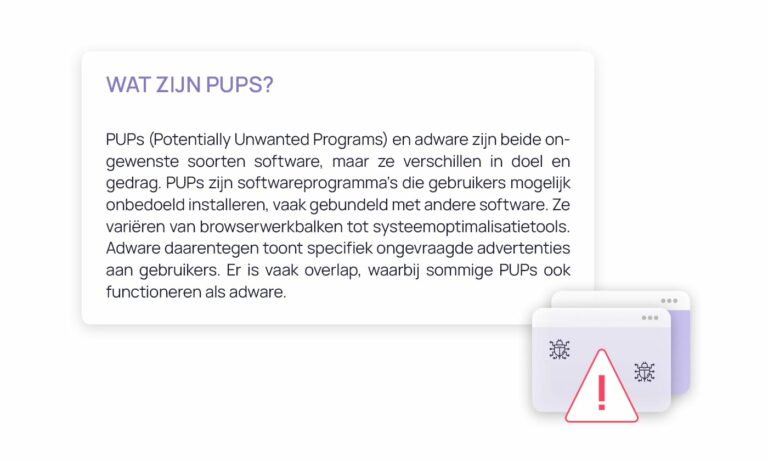 WAT ZIJN PUPS?
PUPs (Potentially Unwanted Programs) en adware zijn beide on-
gewenste soorten software, maar ze verschillen in doel en
gedrag. PUPs zijn softwareprogramma's die gebruikers mogelijk
onbedoeld installeren, vaak gebundeld met andere software. Ze
variëren van browserwerkbalken tot systeemoptimalisatietools.
Adware daarentegen toont specifiek ongevraagde advertenties
aan gebruikers. Er is vaak overlap, waarbij sommige PUPs ook
functioneren als adware.
!